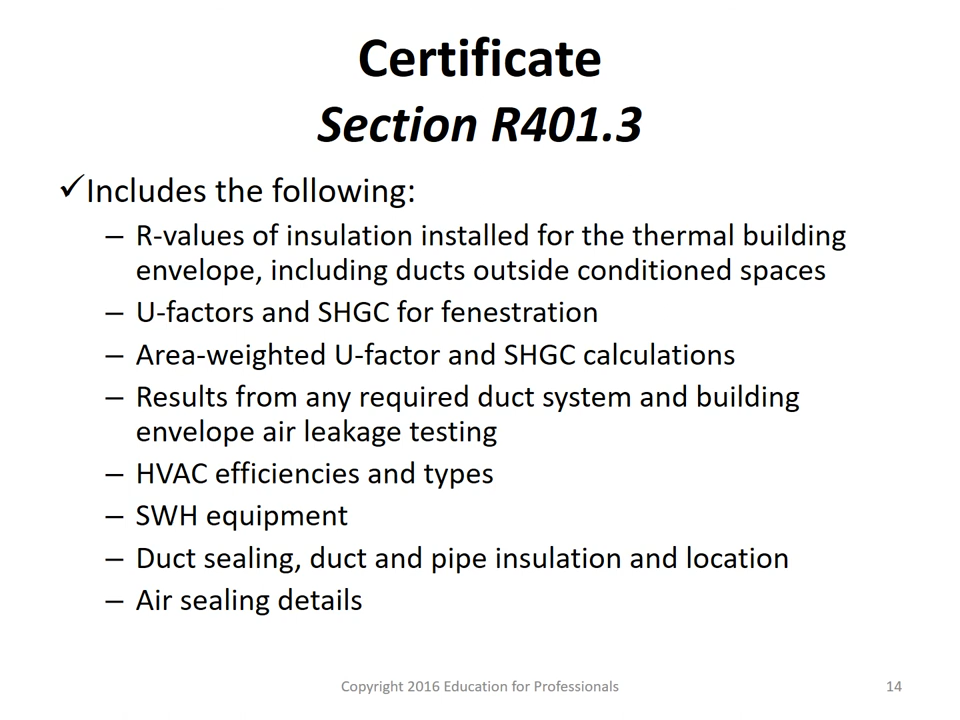 Certificate
Section R401.3
✓Includes the following:
– R-values of insulation installed for the thermal building
envelope, including ducts outside conditioned spaces
– U-factors and SHGC for fenestration
– Area-weighted U-factor and SHGC calculations
– Results from any required duct system and building
envelope air leakage testing
– HVAC efficiencies and types
– SWH equipment
– Duct sealing, duct and pipe insulation and location
– Air sealing details
Copyright 2016 Education for Professionals
14